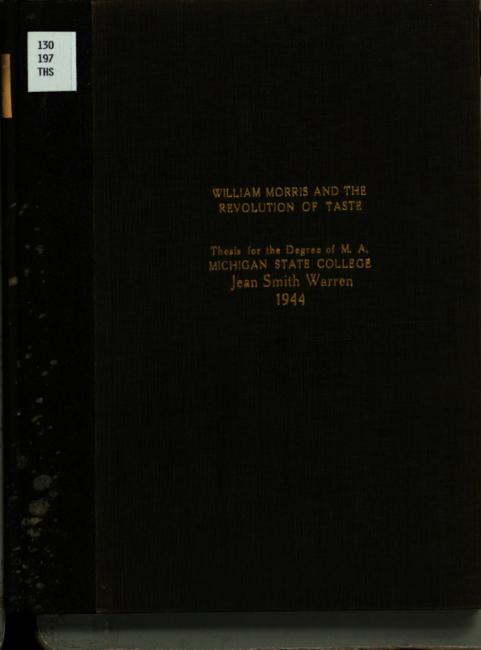 130
197
THS
WILLIAM MORRIS AND THE
REVOLUTION OF TASTE
Thesis for the Degree of M. A.
MICHIGAN STATE COLLEGE
Jean Smith Warren
1944